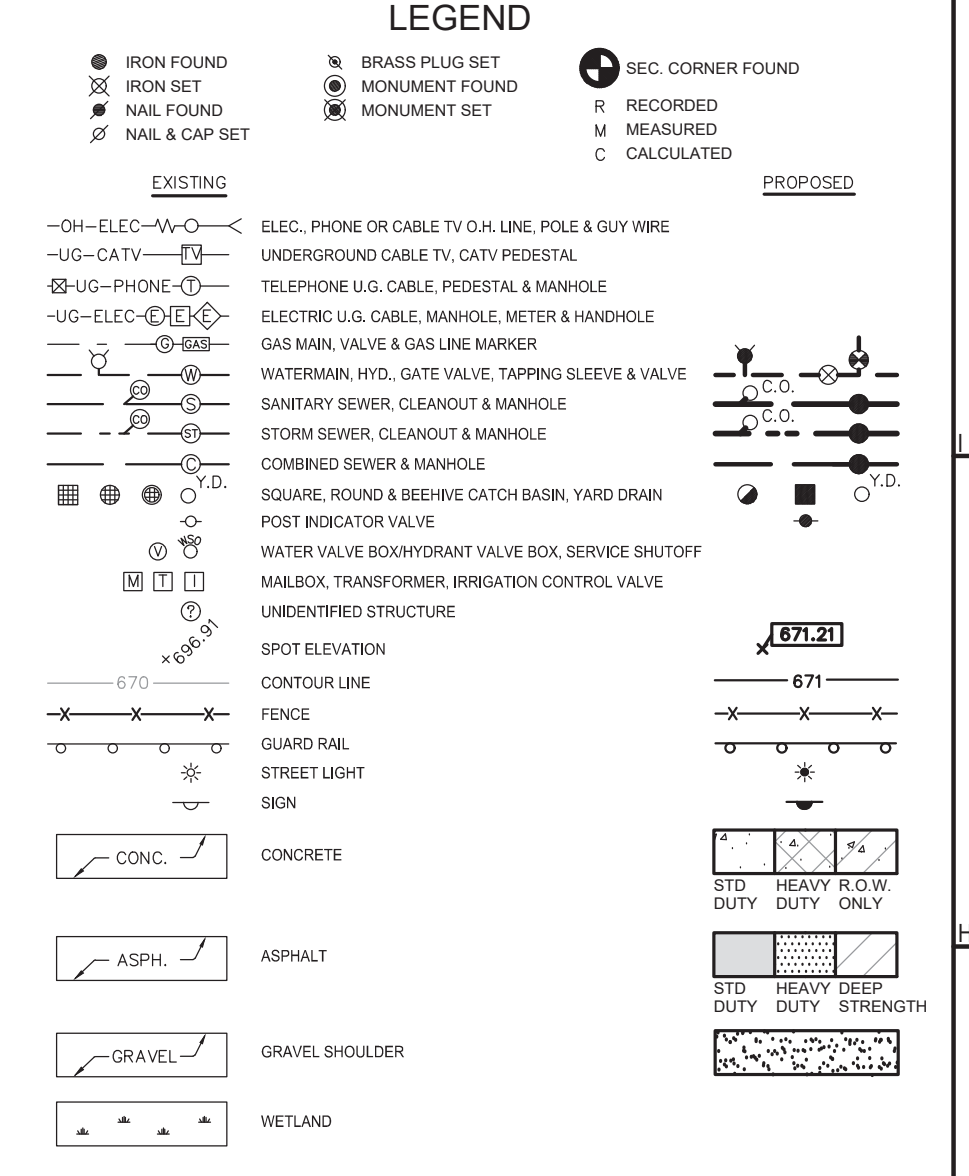 LEGEND
IRON FOUND
IRON SET
NAIL FOUND
NAIL & CAP SET
BRASS PLUG SET
MONUMENT FOUND
MONUMENT SET
SEC. CORNER FOUND
R RECORDED
M MEASURED
C CALCULATED
EXISTING PROPOSED
-OH-ELEC- ELEC., PHONE OR CABLE TV O.H. LINE, POLE & GUY WIRE
-UG-CATV- TV UNDERGROUND CABLE TV, CATV PEDESTAL
-UG-PHONE- T TELEPHONE U.G. CABLE, PEDESTAL & MANHOLE
-UG-ELEC- E E E ELECTRIC U.G. CABLE, MANHOLE, METER & HANDHOLE
G GAS GAS MAIN, VALVE & GAS LINE MARKER
W WATERMAIN, HYD., GATE VALVE, TAPPING SLEEVE & VALVE
CO S SANITARY SEWER, CLEANOUT & MANHOLE C.O.
CO ST STORM SEWER, CLEANOUT & MANHOLE C.O.
C COMBINED SEWER & MANHOLE
Y.D. SQUARE, ROUND & BEEHIVE CATCH BASIN, YARD DRAIN Y.D.
POST INDICATOR VALVE
V WSO WATER VALVE BOX/HYDRANT VALVE BOX, SERVICE SHUTOFF
M T I MAILBOX, TRANSFORMER, IRRIGATION CONTROL VALVE
? UNIDENTIFIED STRUCTURE
+696.91 SPOT ELEVATION 671.21
670 CONTOUR LINE 671
-X-X-X- FENCE -X-X-X-
GUARD RAIL
STREET LIGHT
SIGN
CONC. CONCRETE
STD DUTY
HEAVY DUTY
R.O.W. ONLY
ASPH. ASPHALT
STD DUTY
HEAVY DUTY
DEEP STRENGTH
GRAVEL GRAVEL SHOULDER
WETLAND
I
H